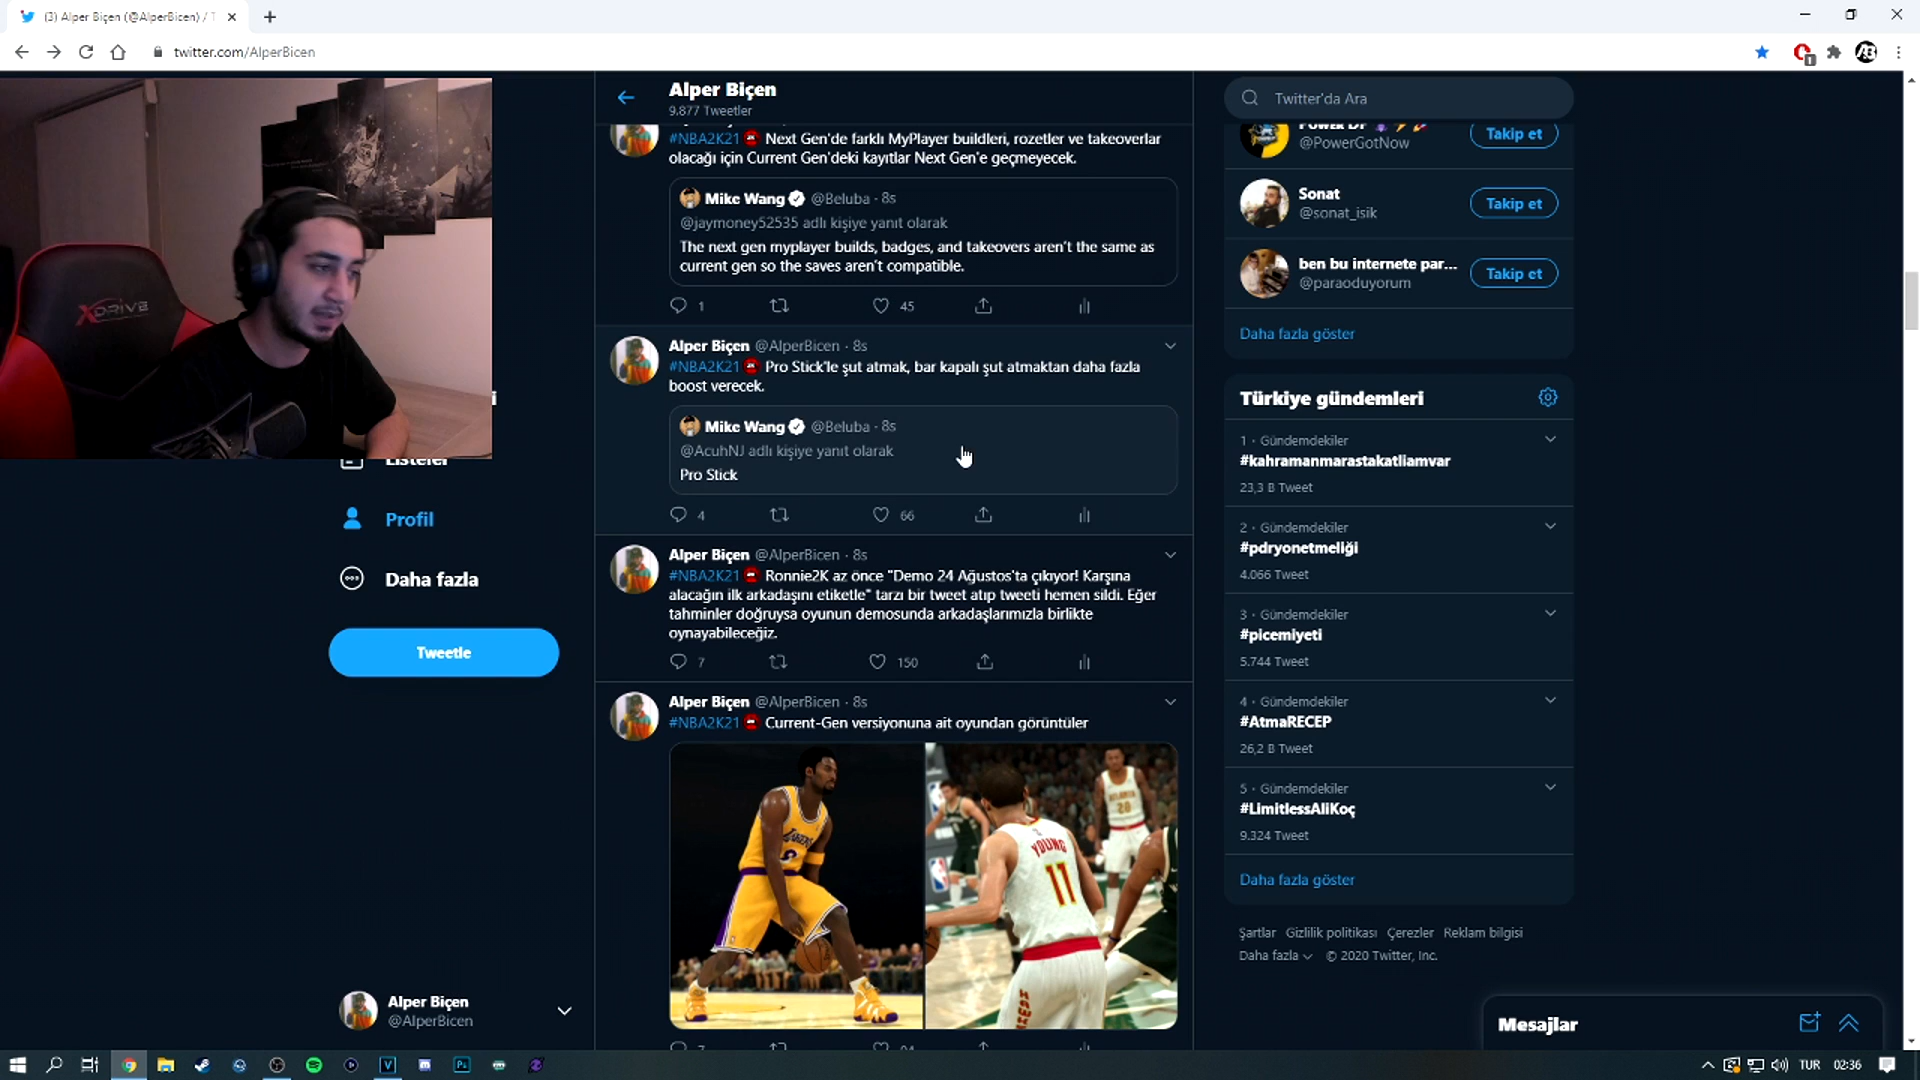 (3) Alper Biçen (@AlperBicen) / T
twitter.com/AlperBicen
XDRIVE
Listeler
Profil
Daha fazla
Tweetle
Alper Biçen
@AlperBicen
Alper Biçen
9.877 Tweetler
#NBA2K21 Next Gen'de farklı MyPlayer buildleri, rozetler ve takeoverlar
olacağı için Current Gen'deki kayıtlar Next Gen'e geçmeyecek.
Mike Wang @Beluba · 8s
@jaymoney52535 adlı kişiye yanıt olarak
The next gen myplayer builds, badges, and takeovers aren't the same as
current gen so the saves aren't compatible.
1 45
Alper Biçen @AlperBicen · 8s
#NBA2K21 Pro Stick'le şut atmak, bar kapalı şut atmaktan daha fazla
boost verecek.
Mike Wang @Beluba · 8s
@AcuhNJ adlı kişiye yanıt olarak
Pro Stick
4 66
Alper Biçen @AlperBicen · 8s
#NBA2K21 Ronnie2K az önce "Demo 24 Ağustos'ta çıkıyor! Karşına
alacağın ilk arkadaşını etiketle" tarzı bir tweet atıp tweeti hemen sildi. Eğer
tahminler doğruysa oyunun demosunda arkadaşlarımızla birlikte
oynayabileceğiz.
7 150
Alper Biçen @AlperBicen · 8s
#NBA2K21 Current-Gen versiyonuna ait oyundan görüntüler
YOUNG
11
20
Twitter'da Ara
Power DF
@PowerGotNow
Takip et
Sonat
@sonat_isik
Takip et
ben bu internete par...
@paraoduyorum
Takip et
Daha fazla göster
Türkiye gündemleri
1 · Gündemdekiler
#kahramanmarastakatliamvar
23,3 B Tweet
2 · Gündemdekiler
#pdryonetmeliği
4.066 Tweet
3 · Gündemdekiler
#picemiyeti
5.744 Tweet
4 · Gündemdekiler
#AtmaRECEP
26,2 B Tweet
5 · Gündemdekiler
#LimitlessAliKoç
9.324 Tweet
Daha fazla göster
Şartlar Gizlilik politikası Çerezler Reklam bilgisi
Daha fazla © 2020 Twitter, Inc.
Mesajlar
TUR 02:36